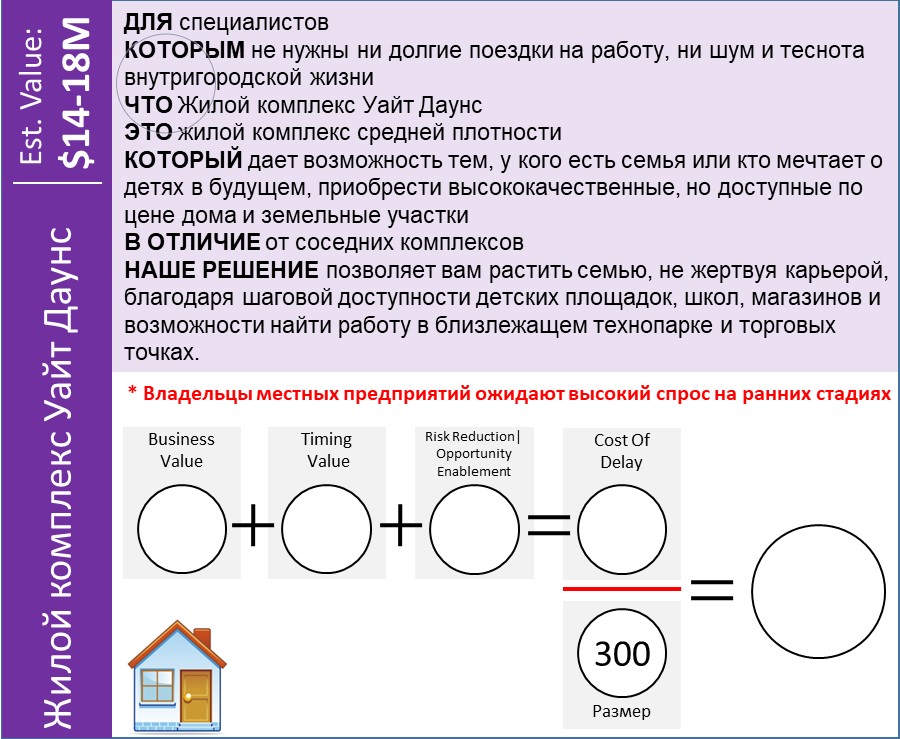 Est. Value:
$14-18M
Жилой комплекс Уайт Даунс
ДЛЯ специалистов
КОТОРЫМ не нужны ни долгие поездки на работу, ни шум и теснота
внутригородской жизни
ЧТО Жилой комплекс Уайт Даунс
ЭТО жилой комплекс средней плотности
КОТОРЫЙ дает возможность тем, у кого есть семья или кто мечтает о
детях в будущем, приобрести высококачественные, но доступные по
цене дома и земельные участки
В ОТЛИЧИЕ от соседних комплексов
НАШЕ РЕШЕНИЕ позволяет вам растить семью, не жертвуя карьерой,
благодаря шаговой доступности детских площадок, школ, магазинов и
возможности найти работу в близлежащем технопарке и торговых
точках.
* Владельцы местных предприятий ожидают высокий спрос на ранних стадиях
Business
Value
+
Timing
Value
+
Risk Reduction|
Opportunity
Enablement
=
Cost Of
Delay
=
300
Размер